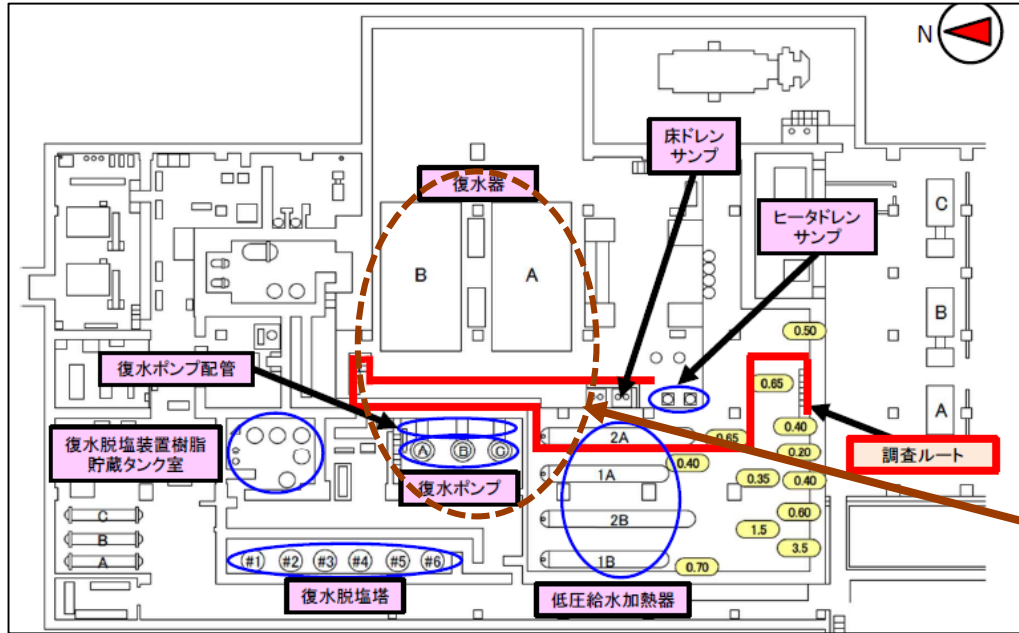 N
床ドレン
サンプ
復水器
ヒータドレン
サンプ
C
B
A
B
0.50
復水ポンプ配管
0.65
A
2A
0.65
0.40
復水脱塩装置樹脂
貯蔵タンク室
A
B
C
0.20
調査ルート
1A
0.40
0.35
0.40
復水ポンプ
2B
0.60
C
1.5
B
3.5
A
#1
#2
#3
#4
#5
#6
1B
0.70
復水脱塩塔
低圧給水加熱器